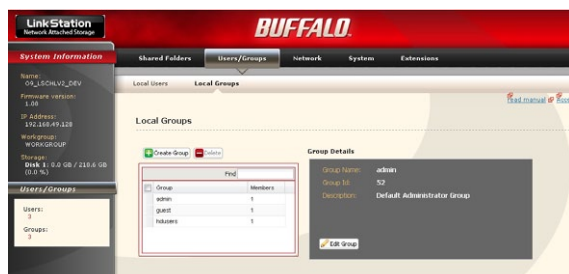 LinkStation
Network Attached Storage
BUFFALO
System Information
Shared Folders
Users/Groups
Network
System
Extensions
Name:
O9_LSCHLV2_DEV
Local Users
Local Groups
Firmware version:
1.00
Read manual
IP Address:
192.168.49.128
Local Groups
Workgroup:
WORKGROUP
Storage:
Disk 1: 0.0 GB / 218.6 GB
(0.0 %)
Create Group
Delete
Group Details
Find
Group Name: admin
Group Id: 52
Description: Default Administrator Group
Users/Groups
Group Members
admin 1
guest 1
hdusers 1
Users:
3
Groups:
3
Edit Group